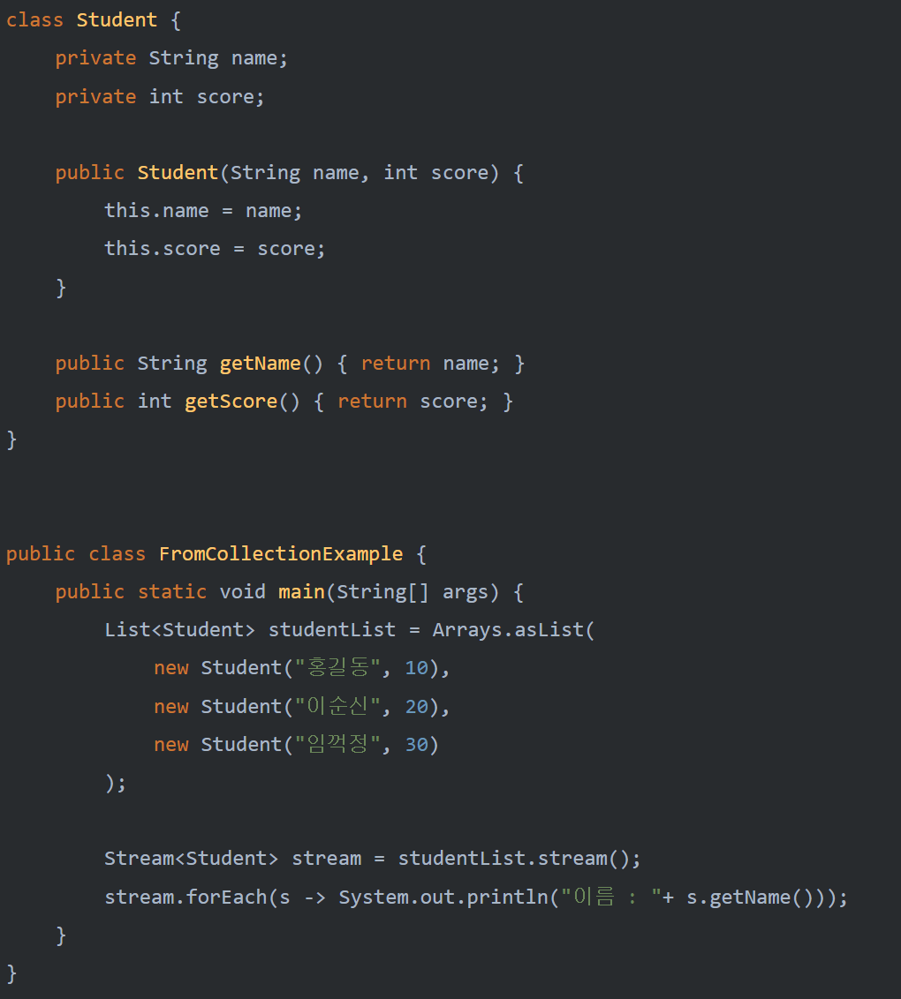 class Student {
    private String name;
    private int score;

    public Student(String name, int score) {
        this.name = name;
        this.score = score;
    }

    public String getName() { return name; }
    public int getScore() { return score; }
}


public class FromCollectionExample {
    public static void main(String[] args) {
        List<Student> studentList = Arrays.asList(
            new Student("홍길동", 10),
            new Student("이순신", 20),
            new Student("임꺽정", 30)
        );

        Stream<Student> stream = studentList.stream();
        stream.forEach(s -> System.out.println("이름 : "+ s.getName()));
    }
}